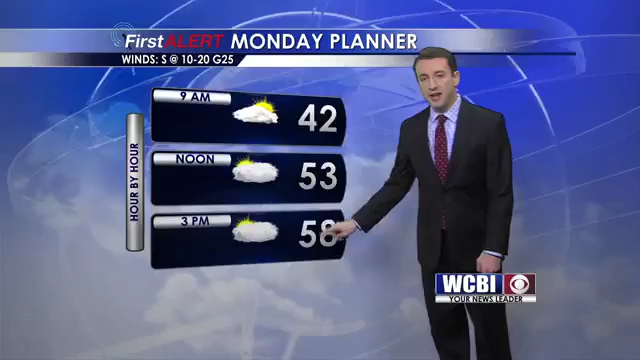 FirstALERT MONDAY PLANNER
WINDS: S @ 10-20 G25
HOUR BY HOUR
9 AM
42
NOON
53
3 PM
58
WCBI
YOUR NEWS LEADER